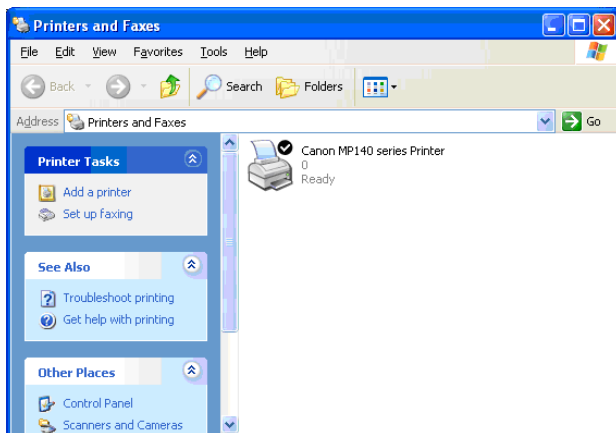 Printers and Faxes
File Edit View Favorites Tools Help
Back Search Folders
Address Printers and Faxes Go
Printer Tasks
Add a printer
Set up faxing
See Also
Troubleshoot printing
Get help with printing
Other Places
Control Panel
Scanners and Cameras
Canon MP140 series Printer
0
Ready